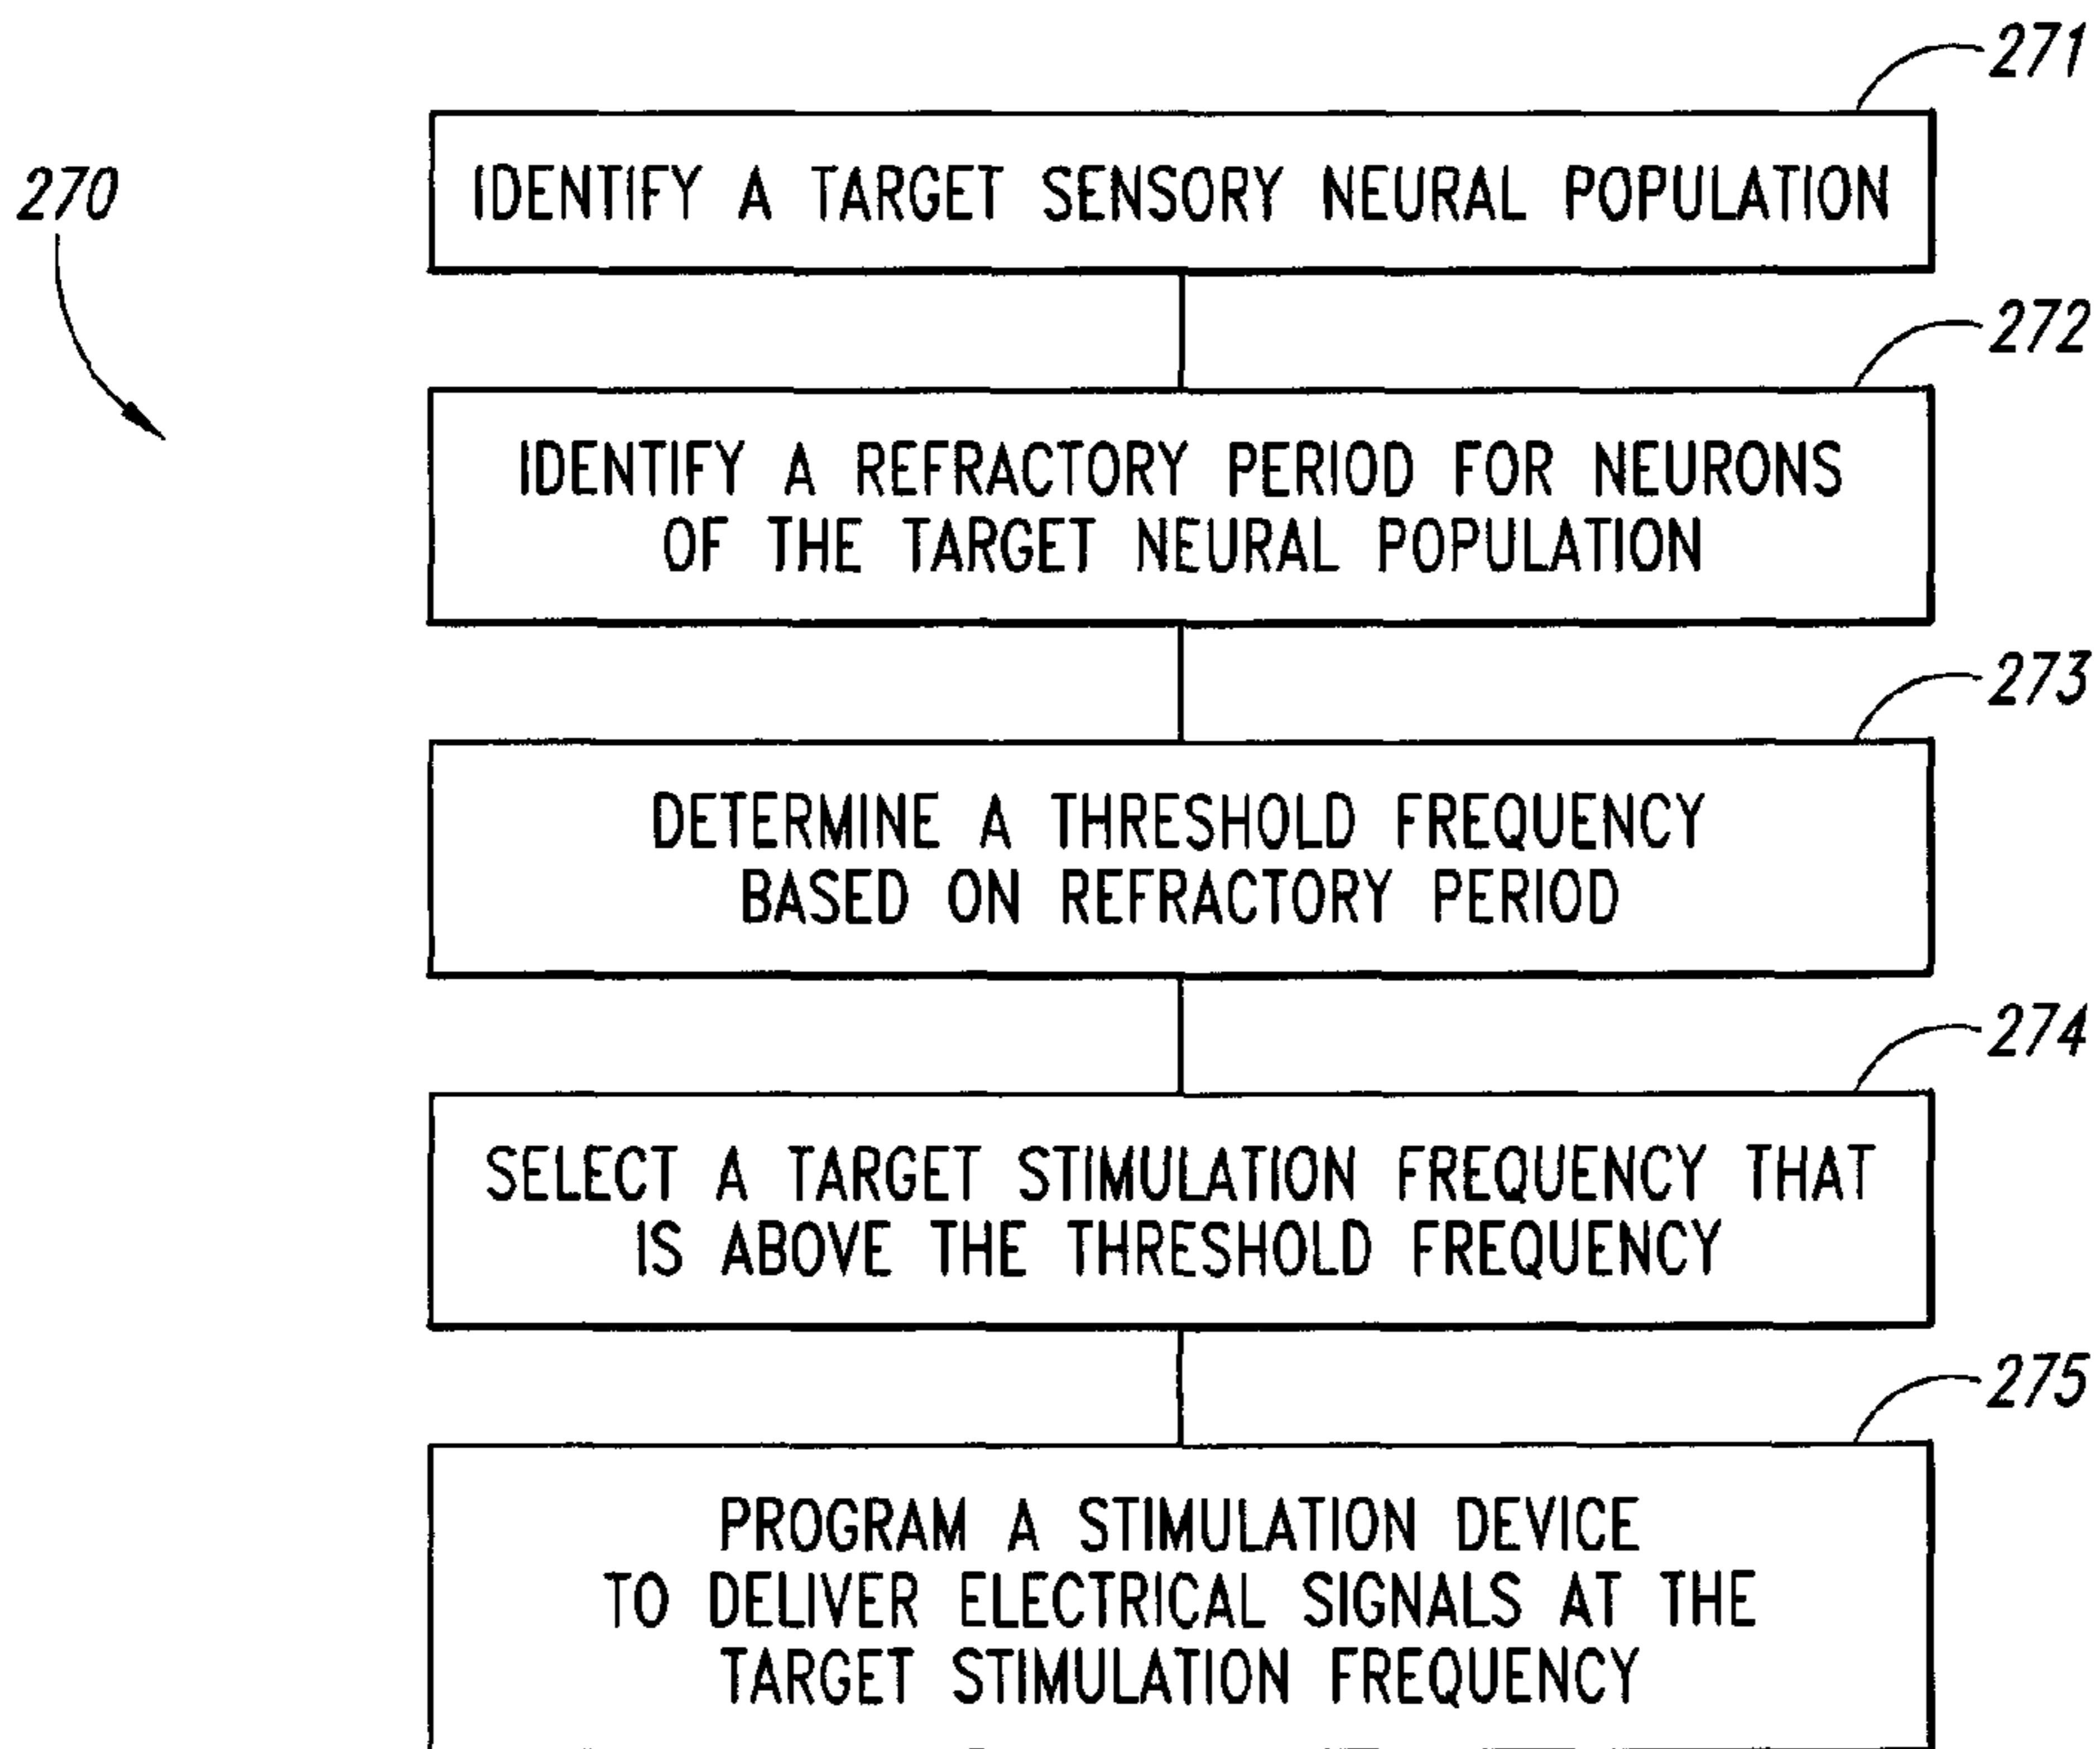 271
IDENTIFY A TARGET SENSORY NEURAL POPULATION
270
272
IDENTIFY A REFRACTORY PERIOD FOR NEURONS
OF THE TARGET NEURAL POPULATION
273
DETERMINE A THRESHOLD FREQUENCY
BASED ON REFRACTORY PERIOD
274
SELECT A TARGET STIMULATION FREQUENCY THAT
IS ABOVE THE THRESHOLD FREQUENCY
275
PROGRAM A STIMULATION DEVICE
TO DELIVER ELECTRICAL SIGNALS AT THE
TARGET STIMULATION FREQUENCY